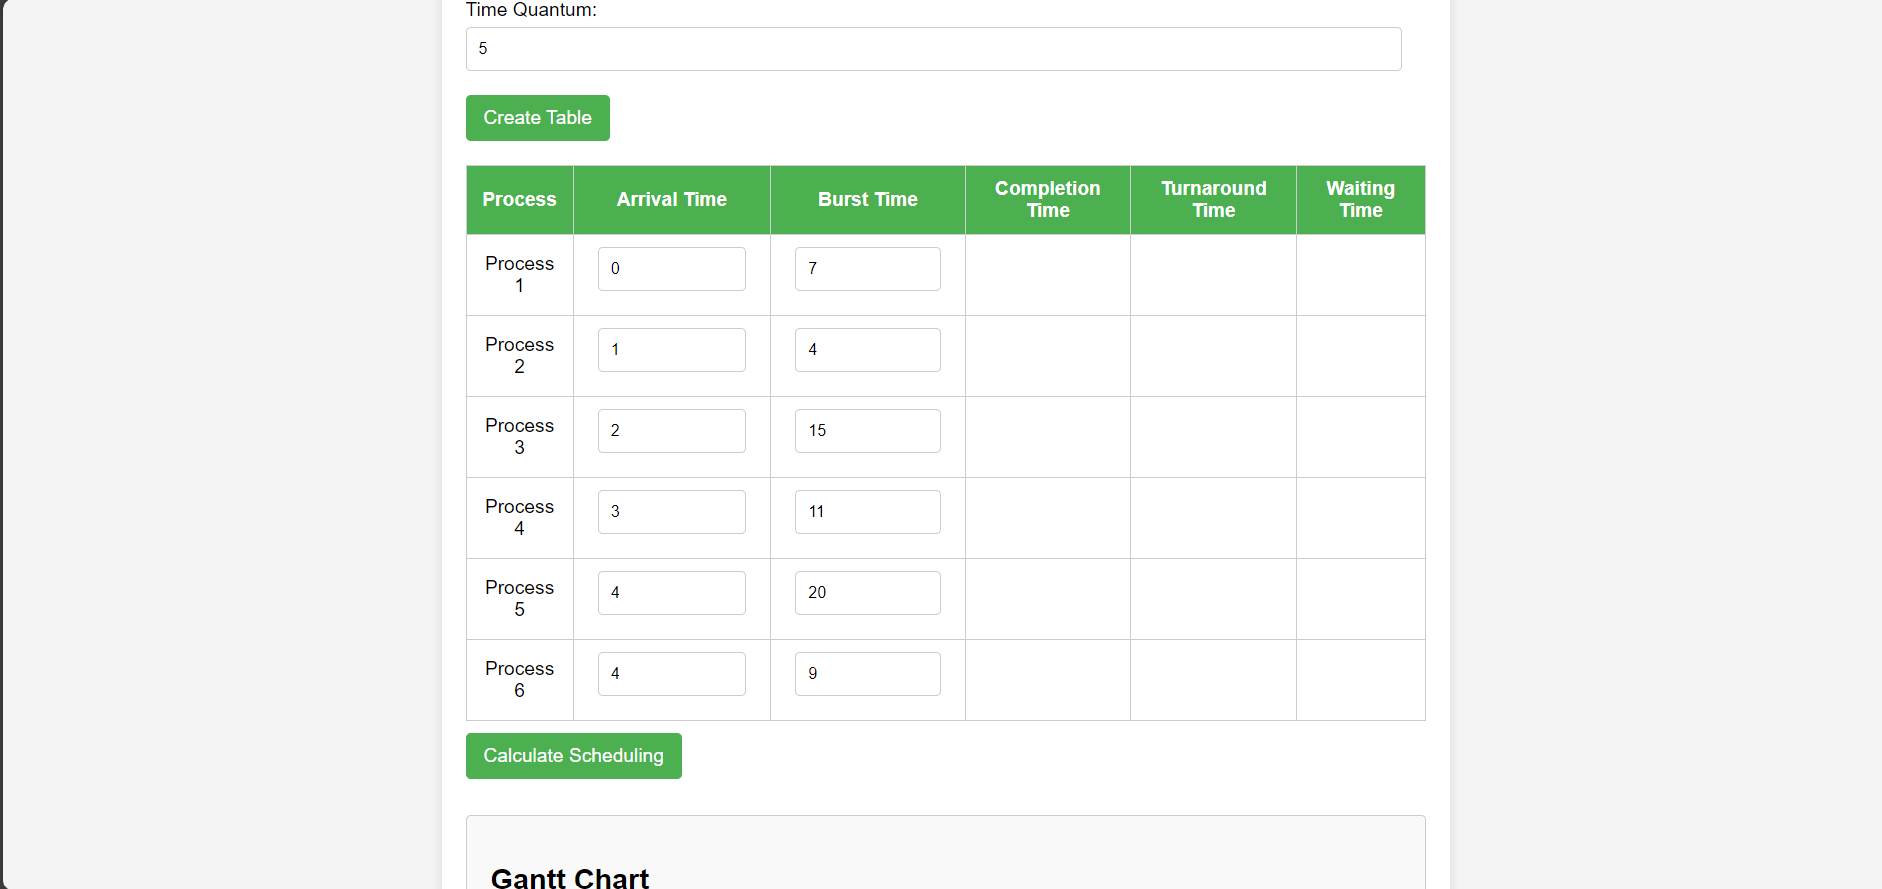 Time Quantum:
5
Create Table
Process Arrival Time Burst Time Completion Time Turnaround Time Waiting Time
Process 1 0 7
Process 2 1 4
Process 3 2 15
Process 4 3 11
Process 5 4 20
Process 6 4 9
Calculate Scheduling
Gantt Chart